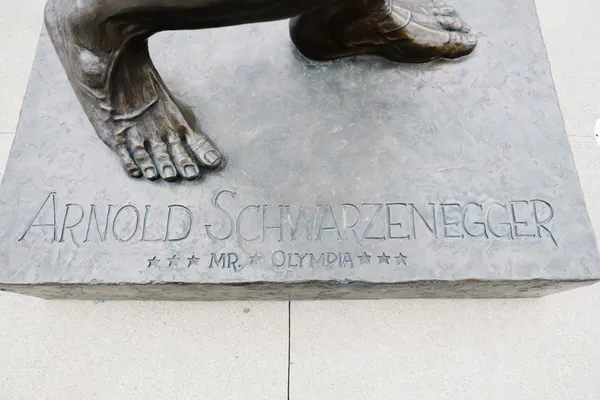 ARNOLD SCHWARZENEGGER
★★★ MR. ★ OLYMPIA ★★★